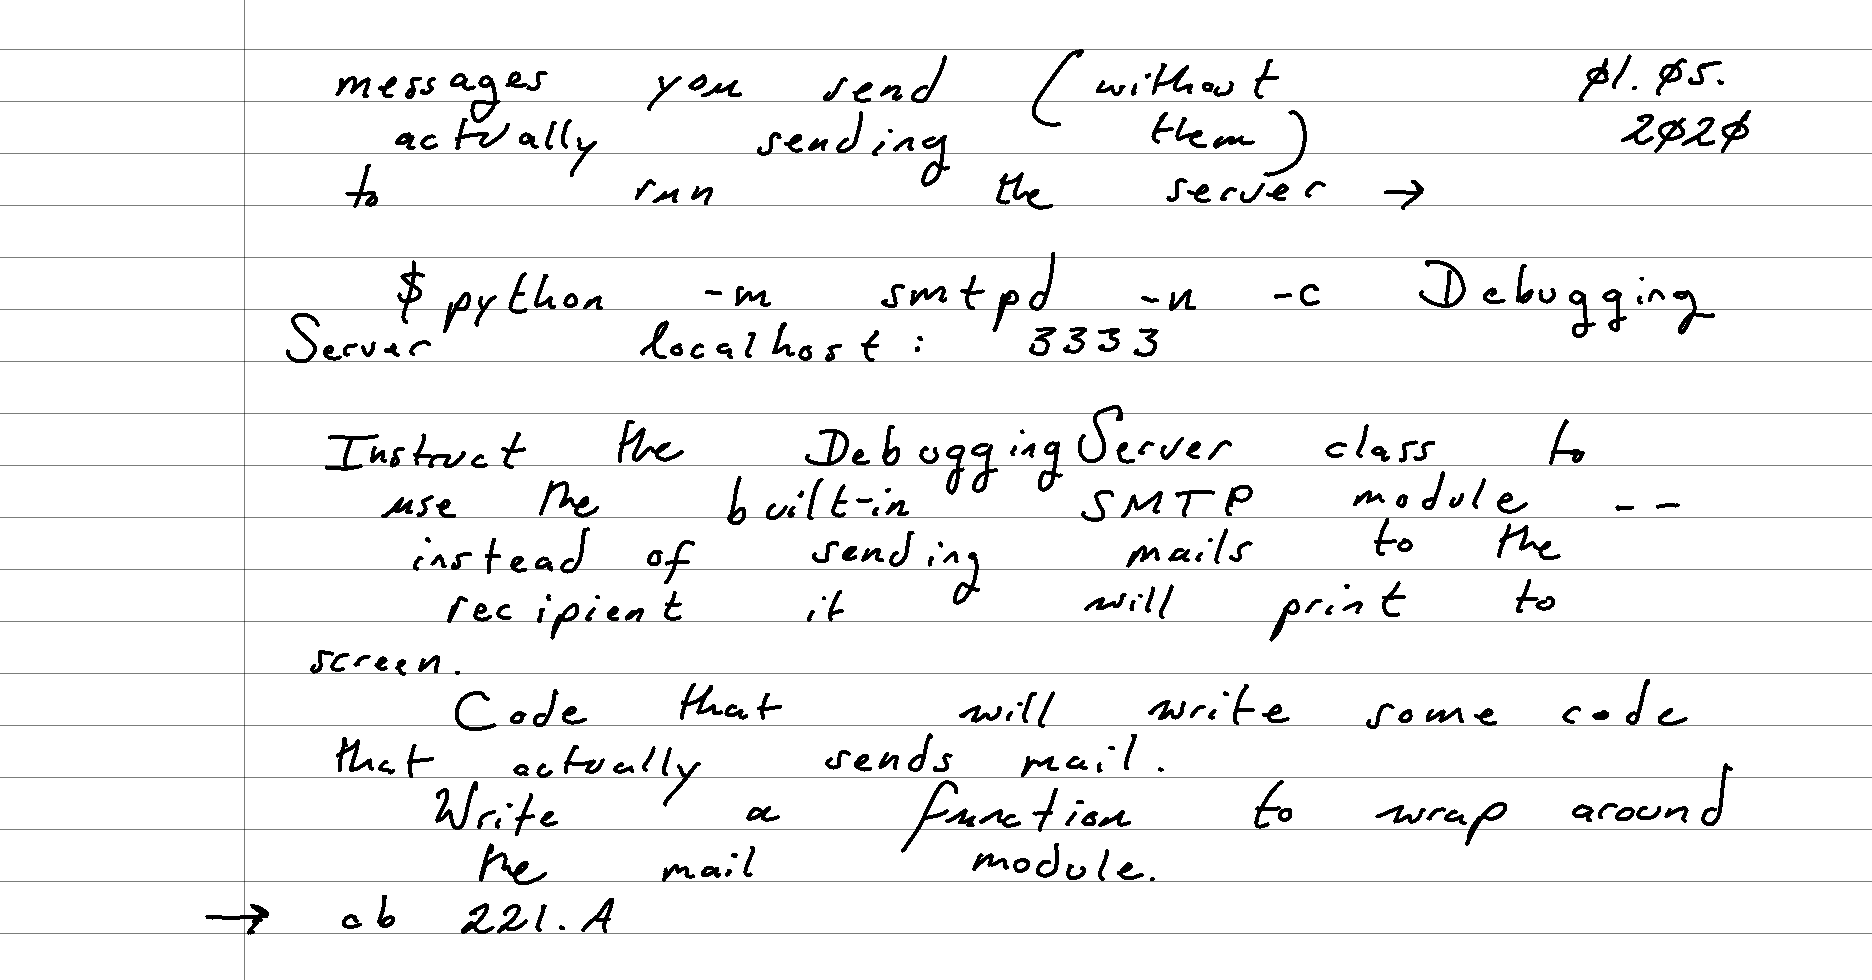 messages you send (without Ø1. Ø5.
actually sending them) 2Ø2Ø
to run the server →
$ python -m smtpd -n -c Debugging
Server localhost: 3333
Instruct the DebuggingServer class to
use the built-in SMTP module --
instead of sending mails to the
recipient it will print to
screen.
Code that will write some code
that actually sends mail.
Write a function to wrap around
the mail module.
→ cb 221.A